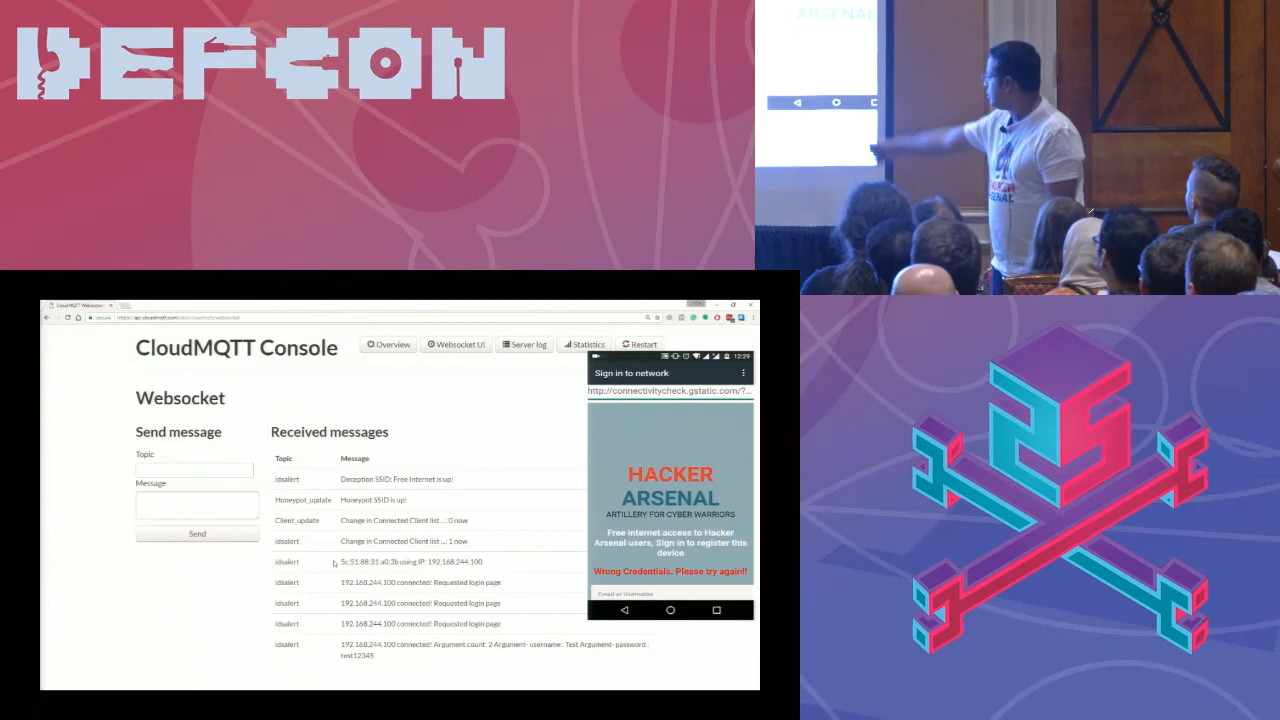 DEFCON
ARSENAL
CloudMQTT Websocket
Secure
CloudMQTT Console
Overview
Websocket UI
Server log
Statistics
Restart
Websocket
Send message
Topic
Message
Send
Received messages
Topic Message
idsalert Deception SSID: Free Internet is up!
Honeypot_update Honeypot SSID is up!
Client_update Change in Connected Client list ...: 0 now
idsalert Change in Connected Client list ...: 1 now
idsalert 5c:51:88:31:a0:3b using IP: 192.168.244.100
idsalert 192.168.244.100 connected! Requested login page
idsalert 192.168.244.100 connected! Requested login page
idsalert 192.168.244.100 connected! Requested login page
idsalert 192.168.244.100 connected! Argument count: 2 Argument- username : Test Argument- password :
test12345
12:29
Sign in to network
http://connectivitycheck.gstatic.com/?...
HACKER
ARSENAL
ARTILLERY FOR CYBER WARRIORS
Free internet access to Hacker
Arsenal users, Sign in to register this
device
Wrong Credentials. Please try again!!
Email or Username
25